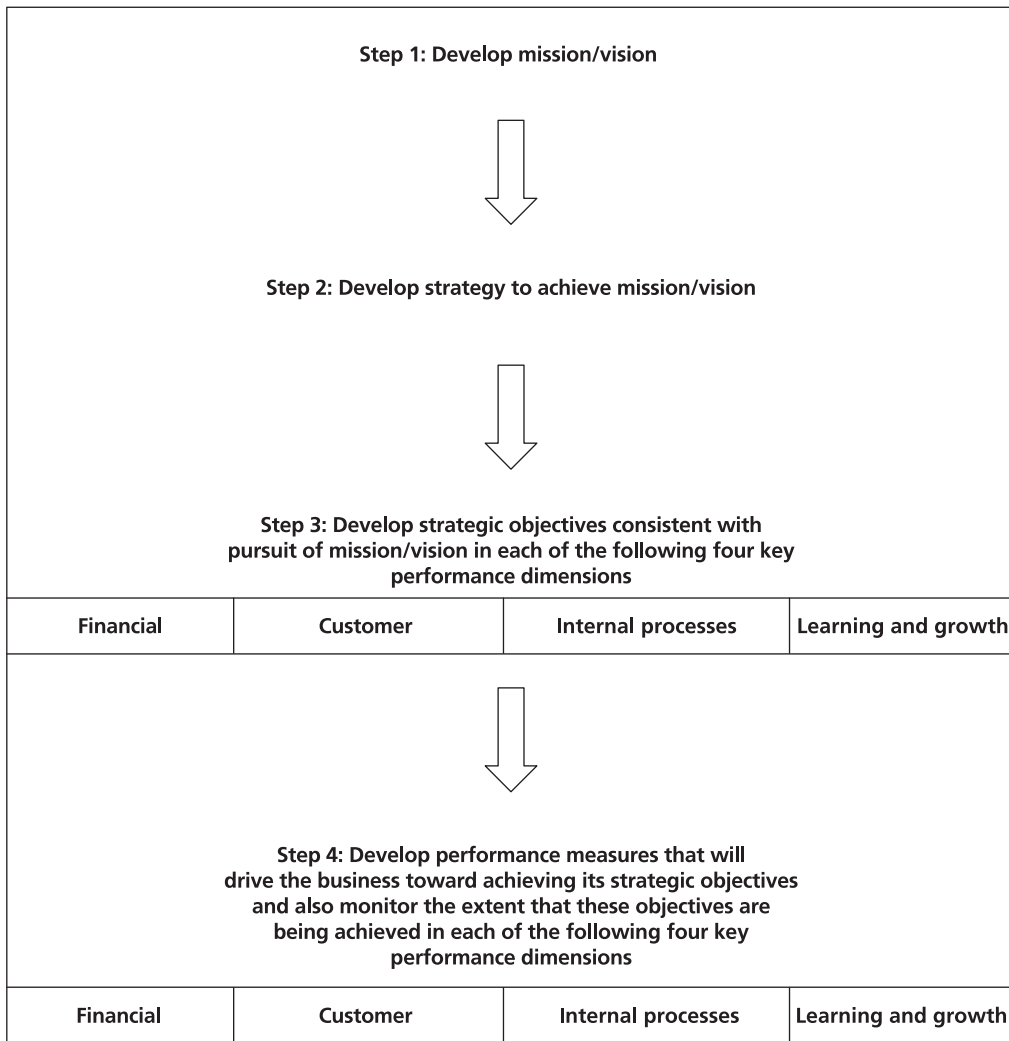 Step 1: Develop mission/vision
Step 2: Develop strategy to achieve mission/vision
Step 3: Develop strategic objectives consistent with
pursuit of mission/vision in each of the following four key
performance dimensions
Financial Customer Internal processes Learning and growth
Step 4: Develop performance measures that will
drive the business toward achieving its strategic objectives
and also monitor the extent that these objectives are
being achieved in each of the following four key
performance dimensions
Financial Customer Internal processes Learning and growth